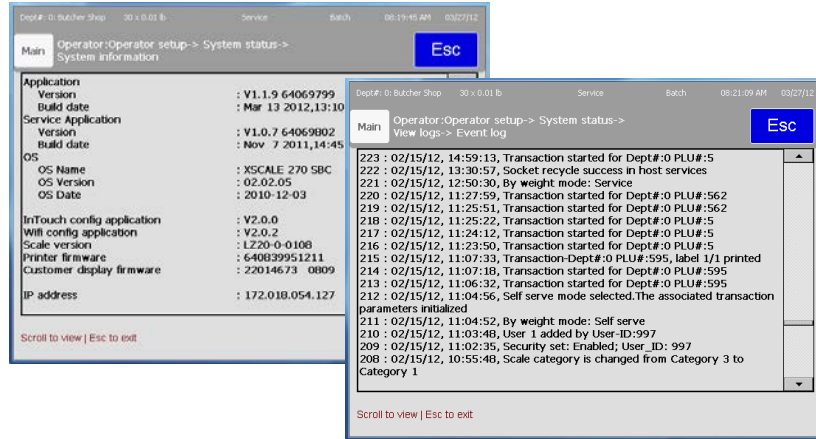 Dept#: 0: Butcher Shop 30 x 0.01 lb Service Batch 08:19:45 AM 03/27/12
Main
Operator:Operator setup-> System status->
System information
Esc
Application
Version : V1.1.9 64069799
Build date : Mar 13 2012,13:10
Service Application
Version : V1.0.7 64069802
Build date : Nov 7 2011,14:45
OS
OS Name : XSCALE 270 SBC
OS Version : 02.02.05
OS Date : 2010-12-03
InTouch config application : V2.0.0
Wifi config application : V2.0.2
Scale version : LZ20-0-0108
Printer firmware : 640839951211
Customer display firmware : 22014673 0809
IP address : 172.018.054.127
Scroll to view | Esc to exit
Dept#: 0: Butcher Shop 30 x 0.01 lb Service Batch 08:21:09 AM 03/27/12
Main
Operator:Operator setup-> System status->
View logs-> Event log
Esc
223 : 02/15/12, 14:59:13, Transaction started for Dept#:0 PLU#:5
222 : 02/15/12, 13:30:57, Socket recycle success in host services
221 : 02/15/12, 12:50:30, By weight mode: Service
220 : 02/15/12, 11:27:59, Transaction started for Dept#:0 PLU#:562
219 : 02/15/12, 11:25:51, Transaction started for Dept#:0 PLU#:562
218 : 02/15/12, 11:25:22, Transaction started for Dept#:0 PLU#:5
217 : 02/15/12, 11:24:12, Transaction started for Dept#:0 PLU#:5
216 : 02/15/12, 11:23:50, Transaction started for Dept#:0 PLU#:5
215 : 02/15/12, 11:07:33, Transaction-Dept#:0 PLU#:595, label 1/1 printed
214 : 02/15/12, 11:07:18, Transaction started for Dept#:0 PLU#:595
213 : 02/15/12, 11:06:32, Transaction started for Dept#:0 PLU#:595
212 : 02/15/12, 11:04:56, Self serve mode selected.The associated transaction
parameters initialized
211 : 02/15/12, 11:04:52, By weight mode: Self serve
210 : 02/15/12, 11:03:48, User 1 added by User-ID:997
209 : 02/15/12, 11:02:35, Security set: Enabled; User_ID: 997
208 : 02/15/12, 10:55:48, Scale category is changed from Category 3 to
Category 1
Scroll to view | Esc to exit